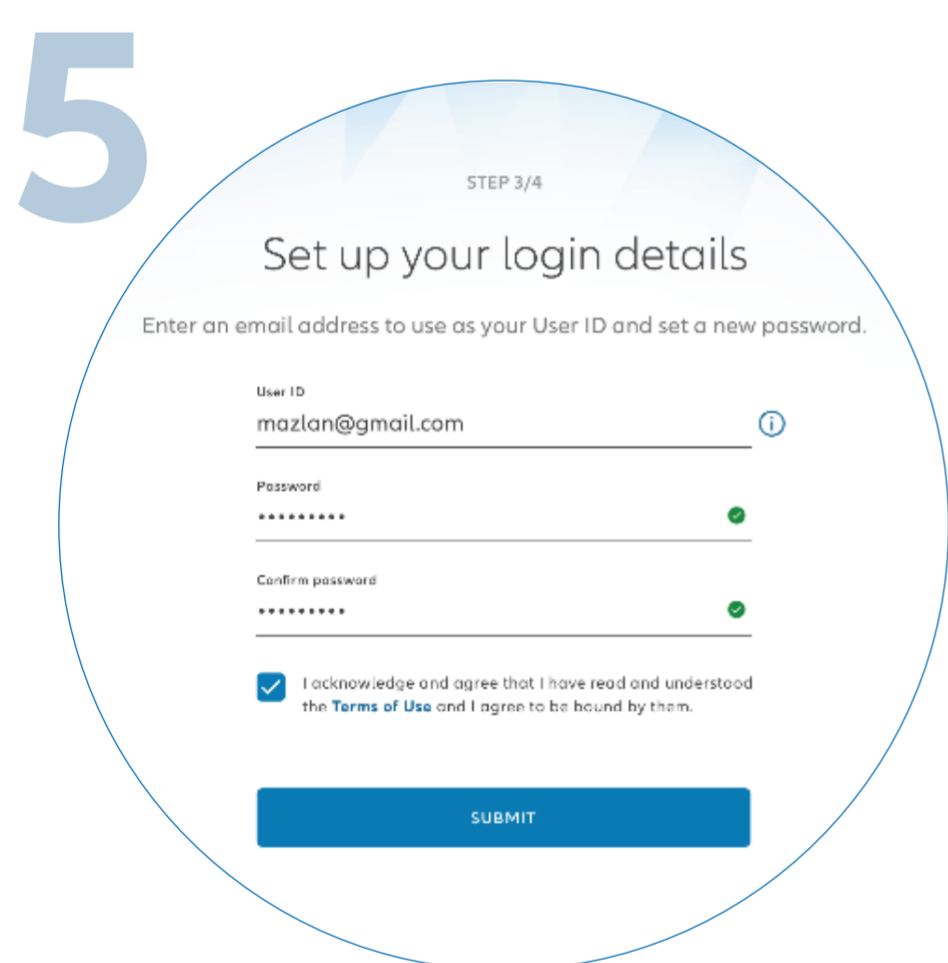 5
STEP 3/4
Set up your login details
Enter an email address to use as your User ID and set a new password.
User ID
mazlan@gmail.com
Password
•••••••••
Confirm password
•••••••••
I acknowledge and agree that I have read and understood
the Terms of Use and I agree to be bound by them.
SUBMIT